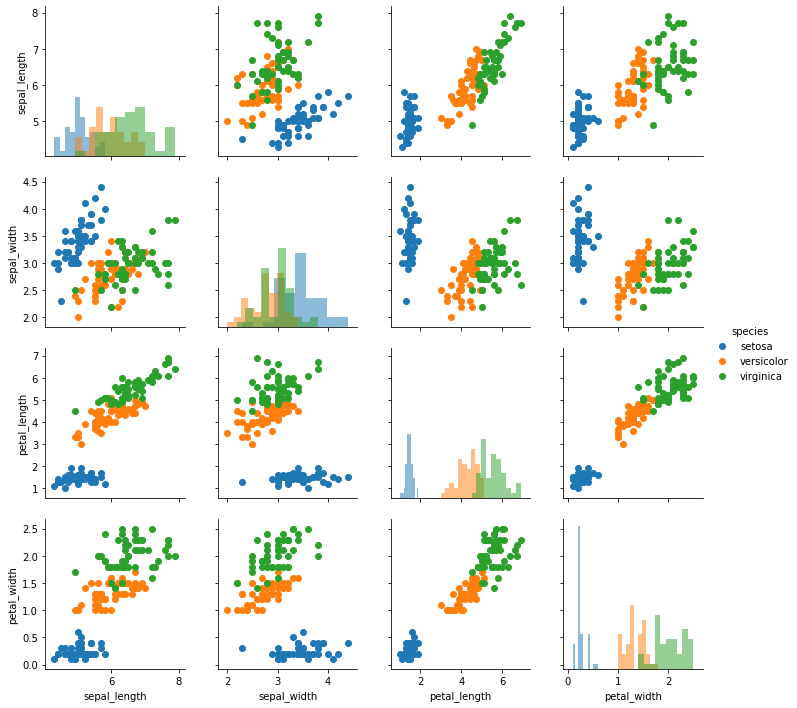 8
7
6
5
sepal_length
4.5
4.0
3.5
3.0
2.5
2.0
sepal_width
7
6
5
4
3
2
1
petal_length
species
setosa
versicolor
virginica
2.5
2.0
1.5
1.0
0.5
0.0
petal_width
6 8
2 3 4
2 4 6
0 1 2
sepal_length sepal_width petal_length petal_width